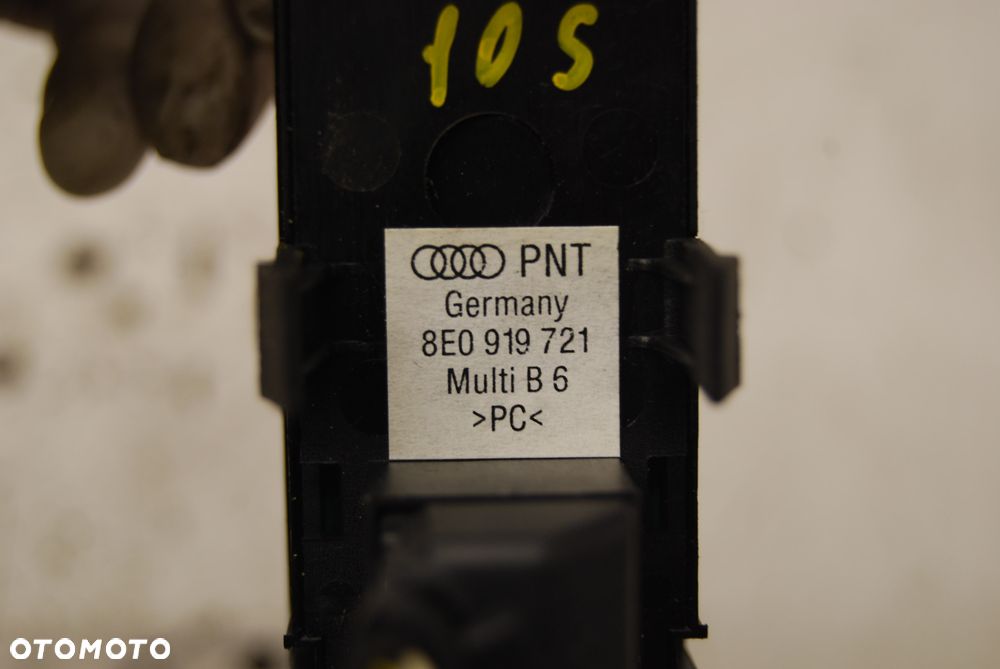 105
PNT
Germany
8E0 919 721
Multi B 6
>PC<
OTOMOTO